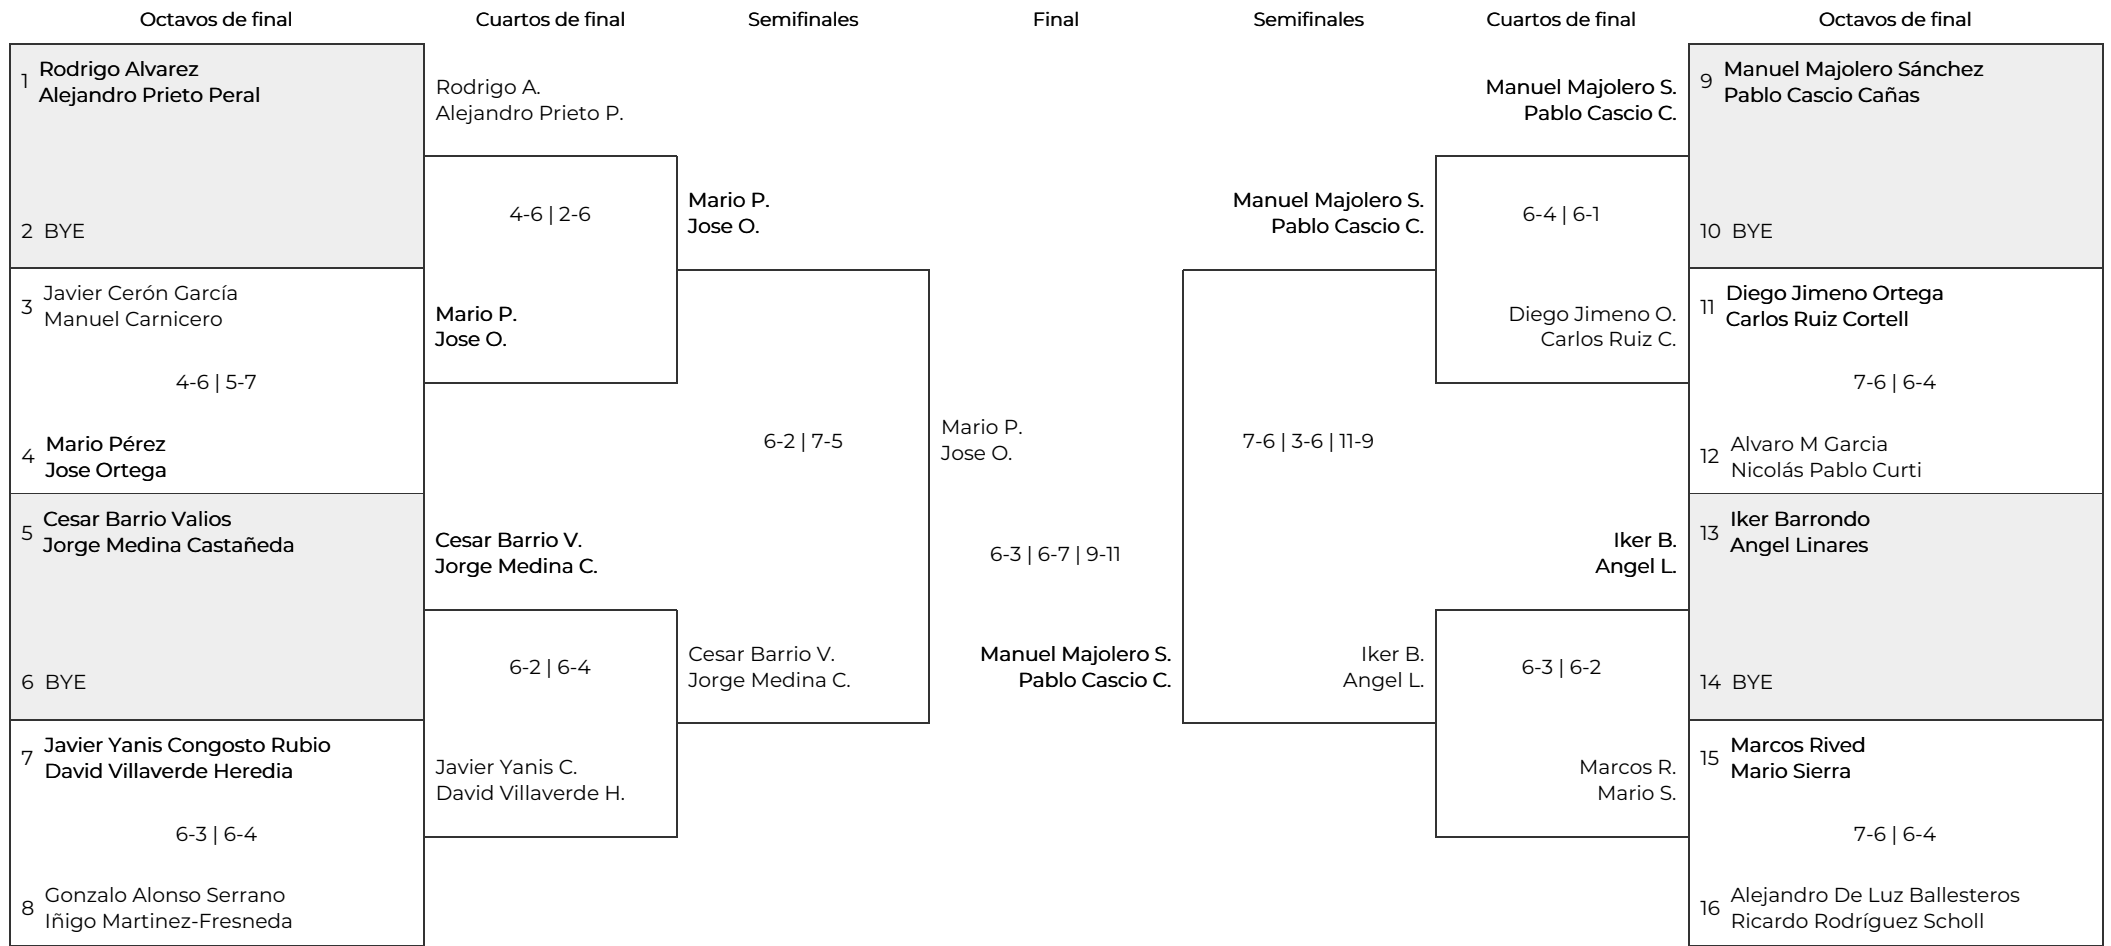 Octavos de final
Cuartos de final
Semifinales
Final
Semifinales
Cuartos de final
Octavos de final
1 Rodrigo Alvarez
Alejandro Prieto Peral
2 BYE
3 Javier Cerón García
Manuel Carnicero
4-6 | 5-7
4 Mario Pérez
Jose Ortega
5 Cesar Barrio Valios
Jorge Medina Castañeda
6 BYE
7 Javier Yanis Congosto Rubio
David Villaverde Heredia
6-3 | 6-4
8 Gonzalo Alonso Serrano
Iñigo Martinez-Fresneda
Rodrigo A.
Alejandro Prieto P.
4-6 | 2-6
Mario P.
Jose O.
Cesar Barrio V.
Jorge Medina C.
6-2 | 6-4
Javier Yanis C.
David Villaverde H.
Mario P.
Jose O.
6-2 | 7-5
Cesar Barrio V.
Jorge Medina C.
Mario P.
Jose O.
6-3 | 6-7 | 9-11
Manuel Majolero S.
Pablo Cascio C.
Manuel Majolero S.
Pablo Cascio C.
7-6 | 3-6 | 11-9
Iker B.
Angel L.
Manuel Majolero S.
Pablo Cascio C.
6-4 | 6-1
Diego Jimeno O.
Carlos Ruiz C.
Iker B.
Angel L.
6-3 | 6-2
Marcos R.
Mario S.
9 Manuel Majolero Sánchez
Pablo Cascio Cañas
10 BYE
11 Diego Jimeno Ortega
Carlos Ruiz Cortell
7-6 | 6-4
12 Alvaro M Garcia
Nicolás Pablo Curti
13 Iker Barrondo
Angel Linares
14 BYE
15 Marcos Rived
Mario Sierra
7-6 | 6-4
16 Alejandro De Luz Ballesteros
Ricardo Rodríguez Scholl